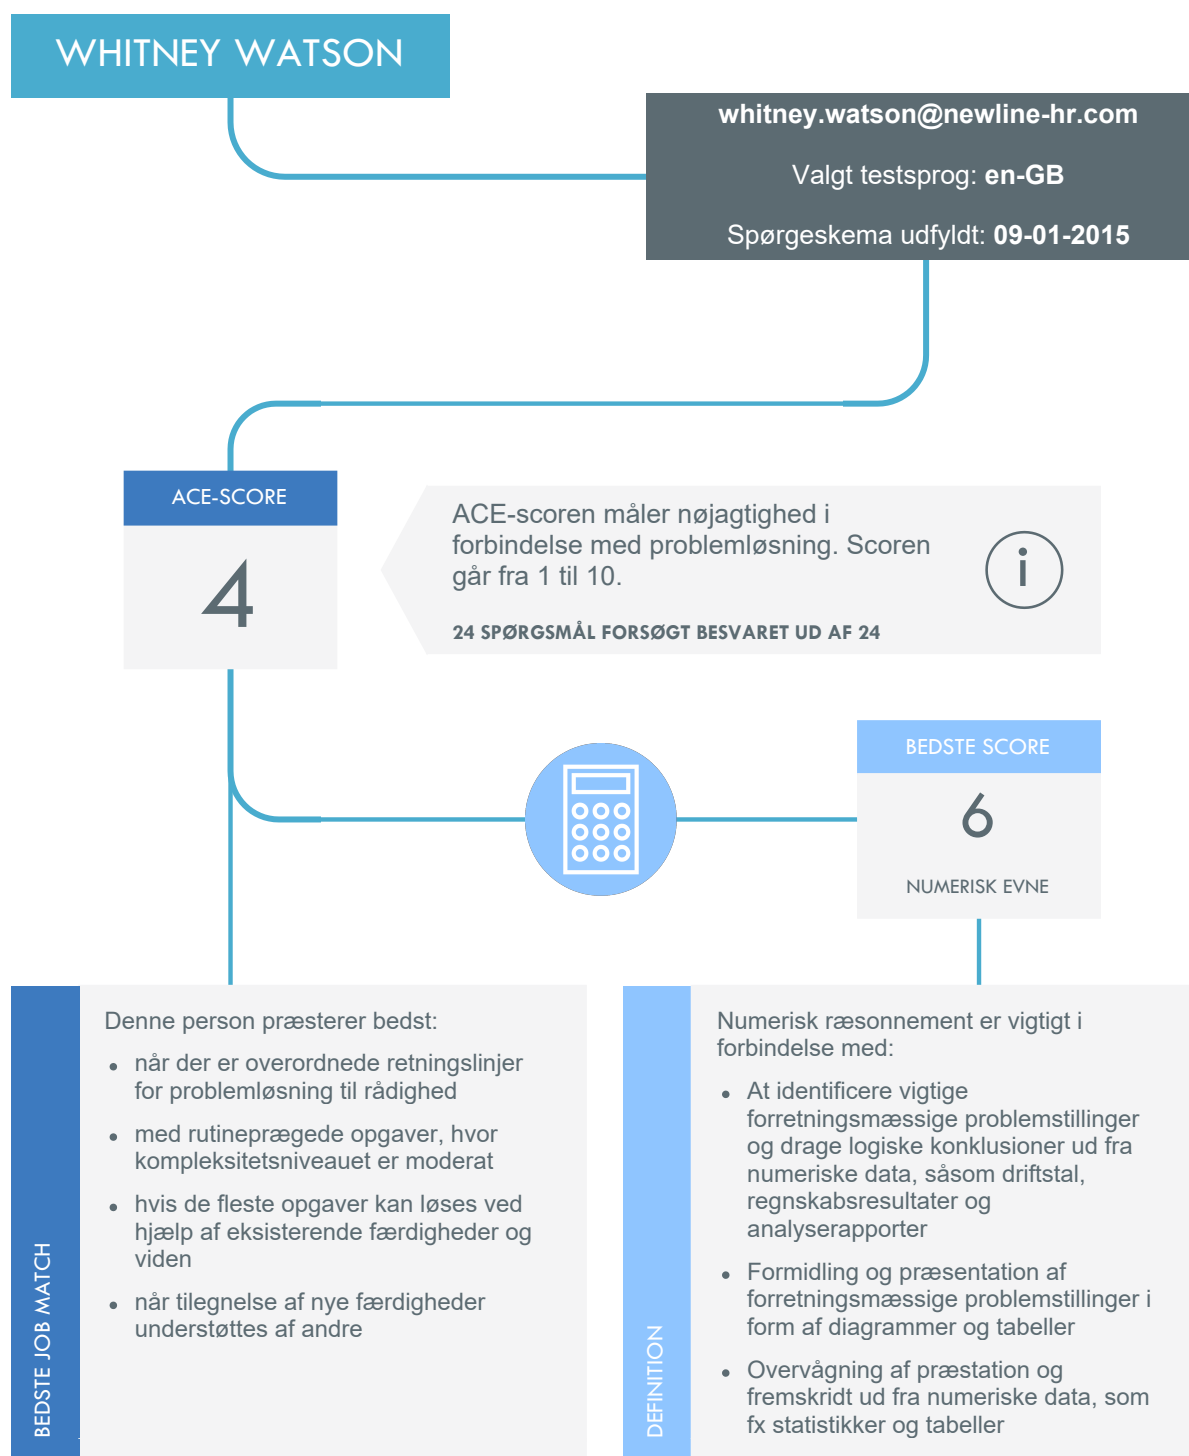 WHITNEY WATSON
whitney.watson@newline-hr.com
Valgt testsprog: en-GB
Spørgeskema udfyldt: 09-01-2015
ACE-SCORE
4
ACE-scoren måler nøjagtighed i
forbindelse med problemløsning. Scoren
går fra 1 til 10.
24 SPØRGSMÅL FORSØGT BESVARET UD AF 24
i
BEDSTE SCORE
6
NUMERISK EVNE
BEDSTE JOB MATCH
Denne person præsterer bedst:
• når der er overordnede retningslinjer
for problemløsning til rådighed
• med rutineprægede opgaver, hvor
kompleksitetsniveauet er moderat
• hvis de fleste opgaver kan løses ved
hjælp af eksisterende færdigheder og
viden
• når tilegnelse af nye færdigheder
understøttes af andre
DEFINITION
Numerisk ræsonnement er vigtigt i
forbindelse med:
• At identificere vigtige
forretningsmæssige problemstillinger
og drage logiske konklusioner ud fra
numeriske data, såsom driftstal,
regnskabsresultater og
analyserapporter
• Formidling og præsentation af
forretningsmæssige problemstillinger i
form af diagrammer og tabeller
• Overvågning af præstation og
fremskridt ud fra numeriske data, som
fx statistikker og tabeller